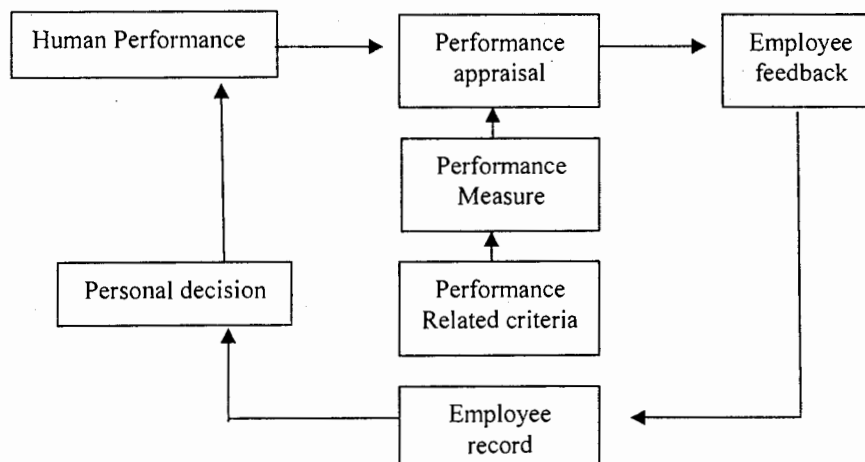 Human Performance
Performance
appraisal
Employee
feedback
Performance
Measure
Performance
Related criteria
Personal decision
Employee
record